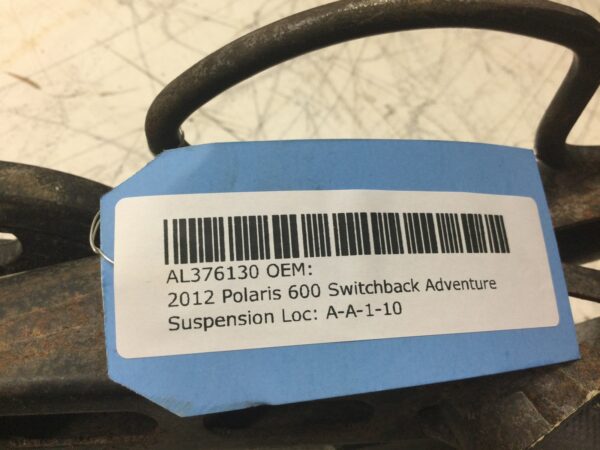 AL376130 OEM:
2012 Polaris 600 Switchback Adventure
Suspension Loc: A-A-1-10